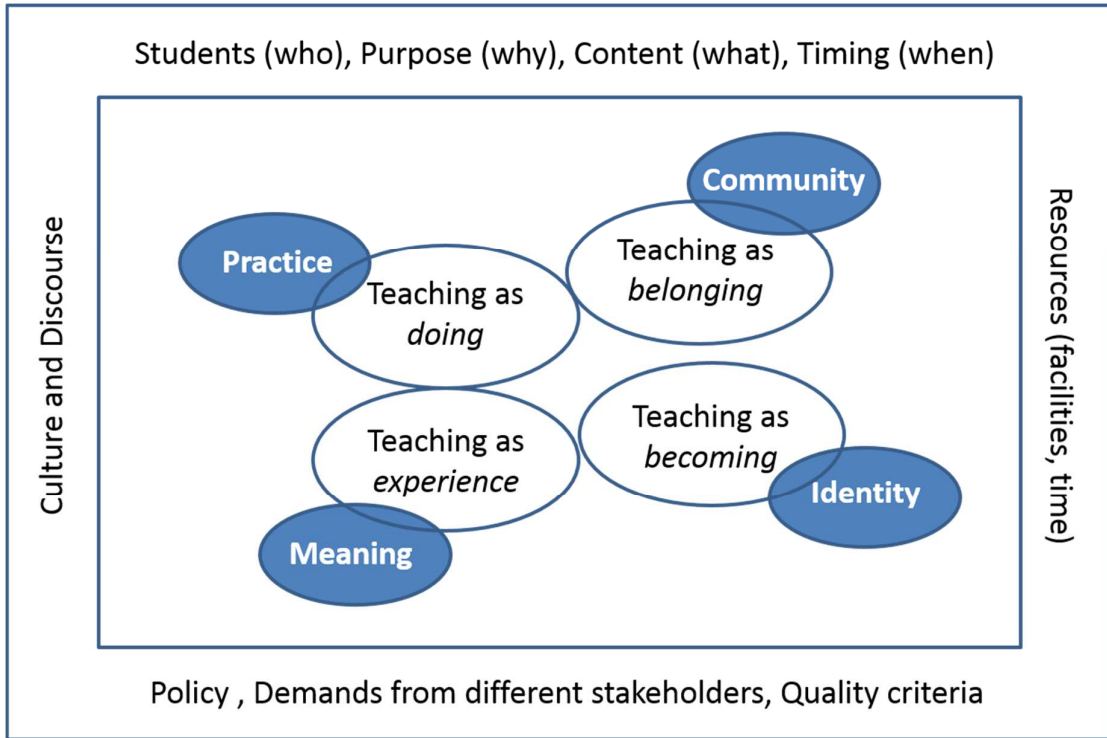 Students (who), Purpose (why), Content (what), Timing (when)
Culture and Discourse
Practice
Teaching as
doing
Community
Teaching as
belonging
Teaching as
experience
Meaning
Teaching as
becoming
Identity
Resources (facilities, time)
Policy , Demands from different stakeholders, Quality criteria